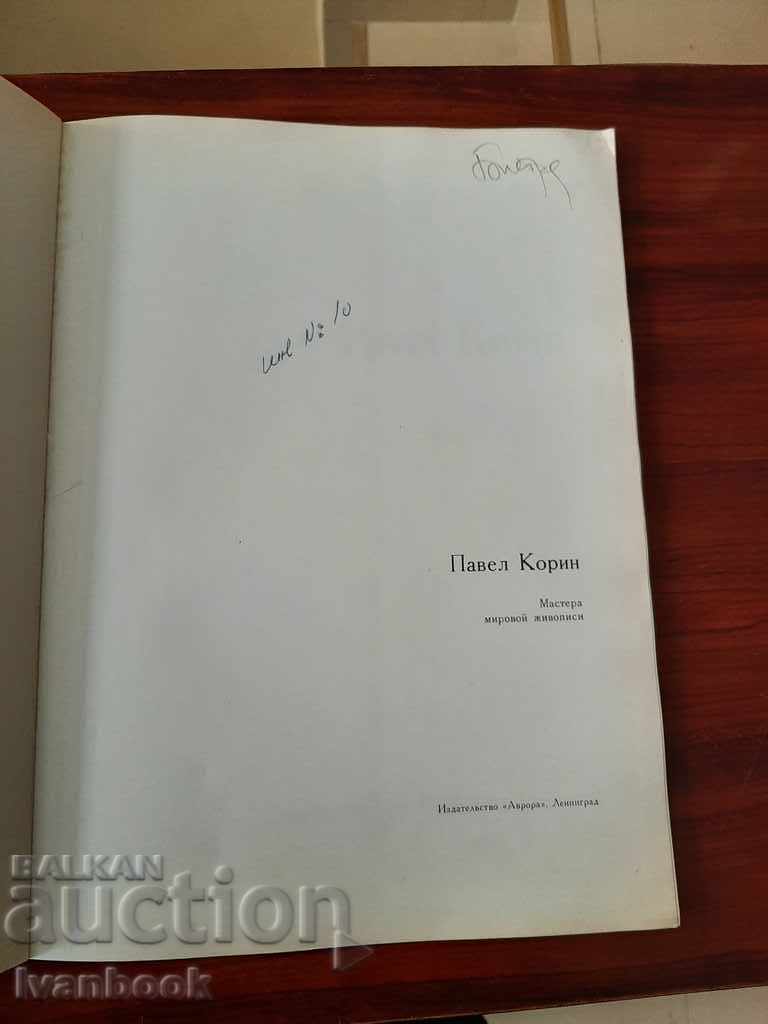 инв № 10
Павел Корин
Мастера
мировой живописи
Издательство «Аврора», Ленинград
BALKAN
auction
Ivanbook